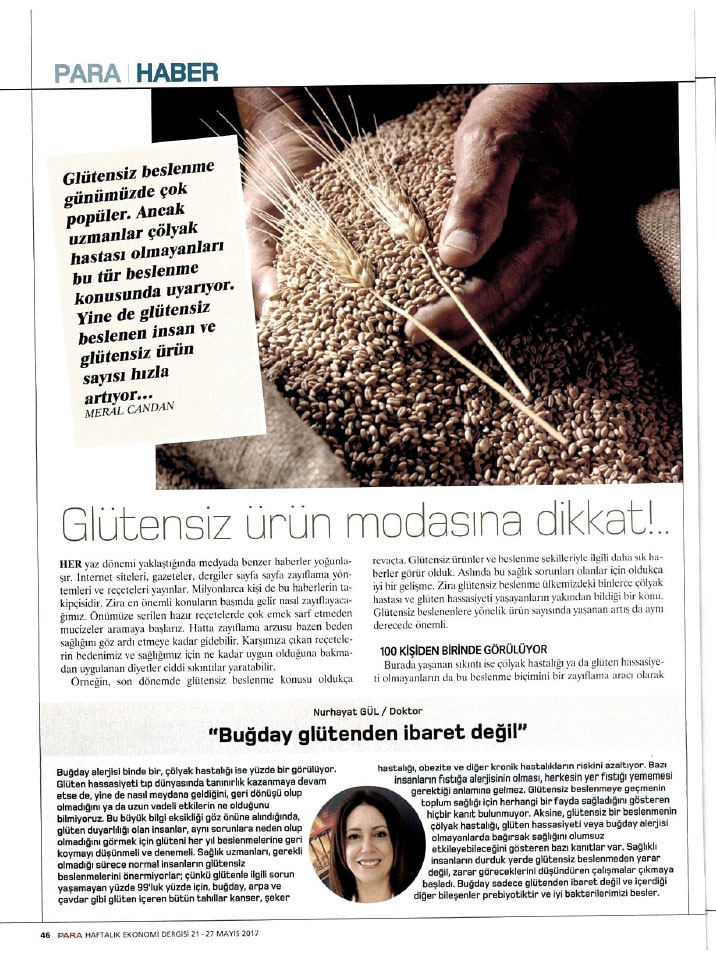 PARA | HABER
Glütensiz beslenme
günümüzde çok
popüler. Ancak
uzmanlar çölyak
hastası olmayanları
bu tür beslenme
konusunda uyarıyor.
Yine de glütensiz
beslenen insan ve
glütensiz ürün
sayısı hızla
artıyor...
MERAL CANDAN
Glütensiz ürün modasına dikkat!..
HER yaz dönemi yaklaştığında medyada benzer haberler yoğunla-
şır. Internet siteleri, gazeteler, dergiler sayfa sayfa zayıflama yön-
temleri ve reçeteleri yayınlar. Milyonlarca kişi de bu haberlerin ta-
kipçisidir. Zira en önemli konuların başında gelir nasıl zayıflayaca-
ğımız. Önümüze serilen hazır reçetelerde çok emek sarf etmeden
mucizeler aramaya başlarız. Hatta zayıflama arzusu bazen beden
sağlığını göz ardı etmeye kadar gidebilir. Karşımıza çıkan reçetele-
rin bedenimiz ve sağlığımız için ne kadar uygun olduğuna bakma-
dan uygulanan diyetler ciddi sıkıntılar yaratabilir.
Örneğin, son dönemde glütensiz beslenme konusu oldukça
revaçta. Glütensiz ürünler ve beslenme şekilleriyle ilgili daha sık ha-
berler görür olduk. Aslında bu sağlık sorunları olanlar için oldukça
iyi bir gelişme. Zira glütensiz beslenme ülkemizdeki binlerce çölyak
hastası ve glüten hassasiyeti yaşayanların yakından bildiği bir konu.
Glütensiz beslenenlere yönelik ürün sayısında yaşanan artış da aynı
derecede önemli.
100 KİŞİDEN BİRİNDE GÖRÜLÜYOR
Burada yaşanan sıkıntı ise çölyak hastalığı ya da glüten hassasiye-
ti olmayanların da bu beslenme biçimini bir zayıflama aracı olarak
Nurhayat GÜL / Doktor
“Buğday glütenden ibaret değil”
Buğday alerjisi binde bir, çölyak hastalığı ise yüzde bir görülüyor.
Glüten hassasiyeti tıp dünyasında tanınırlık kazanmaya devam
etse de, yine de nasıl meydana geldiğini, geri dönüşü olup
olmadığını ya da uzun vadeli etkilerin ne olduğunu
bilmiyoruz. Bu büyük bilgi eksikliği göz önüne alındığında,
glüten duyarlılığı olan insanlar, aynı sorunlara neden olup
olmadığını görmek için glüteni her yıl beslenmelerine geri
koymayı düşünmeli ve denemeli. Sağlık uzmanları, gerekli
olmadığı sürece normal insanların glütensiz
beslenmelerini önermiyorlar; çünkü glütenle ilgili sorun
yaşamayan yüzde 99'luk yüzde için, buğday, arpa ve
çavdar gibi glüten içeren bütün tahıllar kanser, şeker
hastalığı, obezite ve diğer kronik hastalıkların riskini azaltıyor. Bazı
insanların fıstığa alerjisinin olması, herkesin yer fıstığı yememesi
gerektiği anlamına gelmez. Glütensiz beslenmeye geçmenin
toplum sağlığı için herhangi bir fayda sağladığını gösteren
hiçbir kanıt bulunmuyor. Aksine, glütensiz bir beslenmenin
çölyak hastalığı, glüten hassasiyeti veya buğday alerjisi
olmayanlarda bağırsak sağlığını olumsuz
etkileyebileceğini gösteren bazı kanıtlar var. Sağlıklı
insanların durduk yerde glütensiz beslenmeden yarar
değil, zarar göreceklerini düşündüren çalışmalar çıkmaya
başladı. Buğday sadece glütenden ibaret değil ve içerdiği
diğer bileşenler prebiyotiktir ve iyi bakterilerimizi besler.
46 PARA HAFTALIK EKONOMİ DERGİSİ 21 - 27 MAYIS 2017